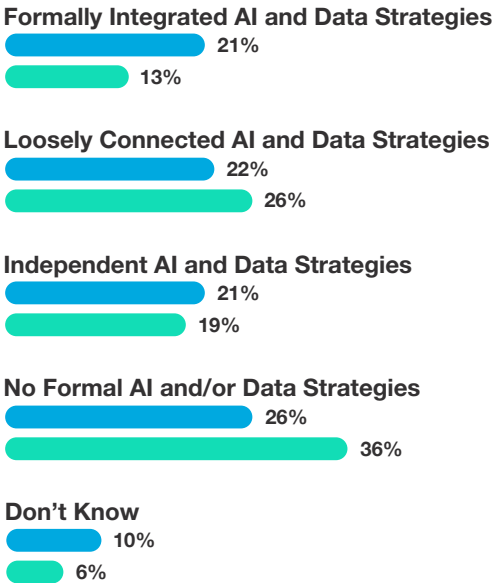 Formally Integrated AI and Data Strategies
21%
13%
Loosely Connected AI and Data Strategies
22%
26%
Independent AI and Data Strategies
21%
19%
No Formal AI and/or Data Strategies
26%
36%
Don’t Know
10%
6%